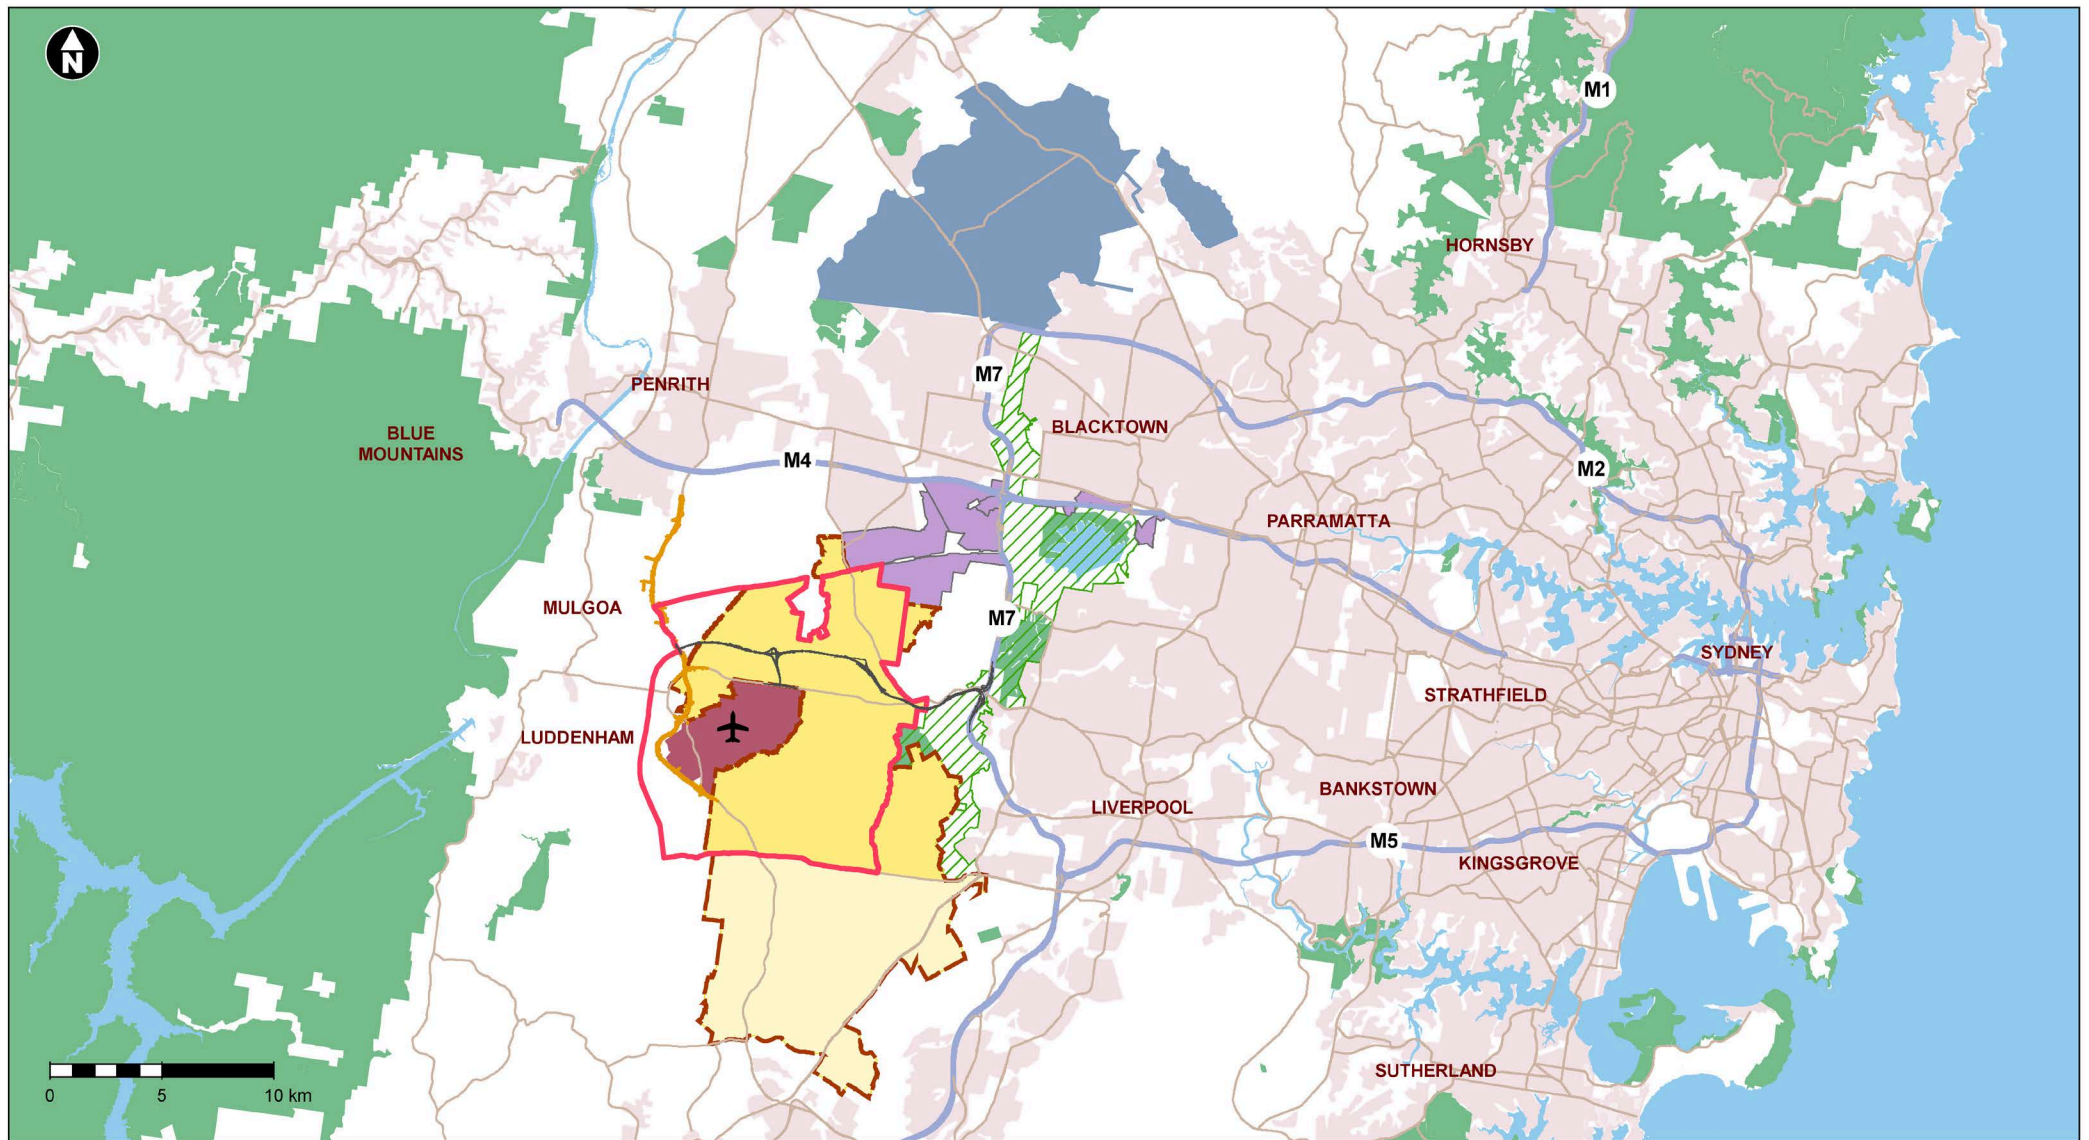 N
M1
HORNSBY
M7
PENRITH
BLACKTOWN
BLUE
MOUNTAINS
M4
M2
PARRAMATTA
MULGOA
M7
SYDNEY
STRATHFIELD
LUDDENHAM
BANKSTOWN
LIVERPOOL
M5
KINGSGROVE
SUTHERLAND
0 5 10 km